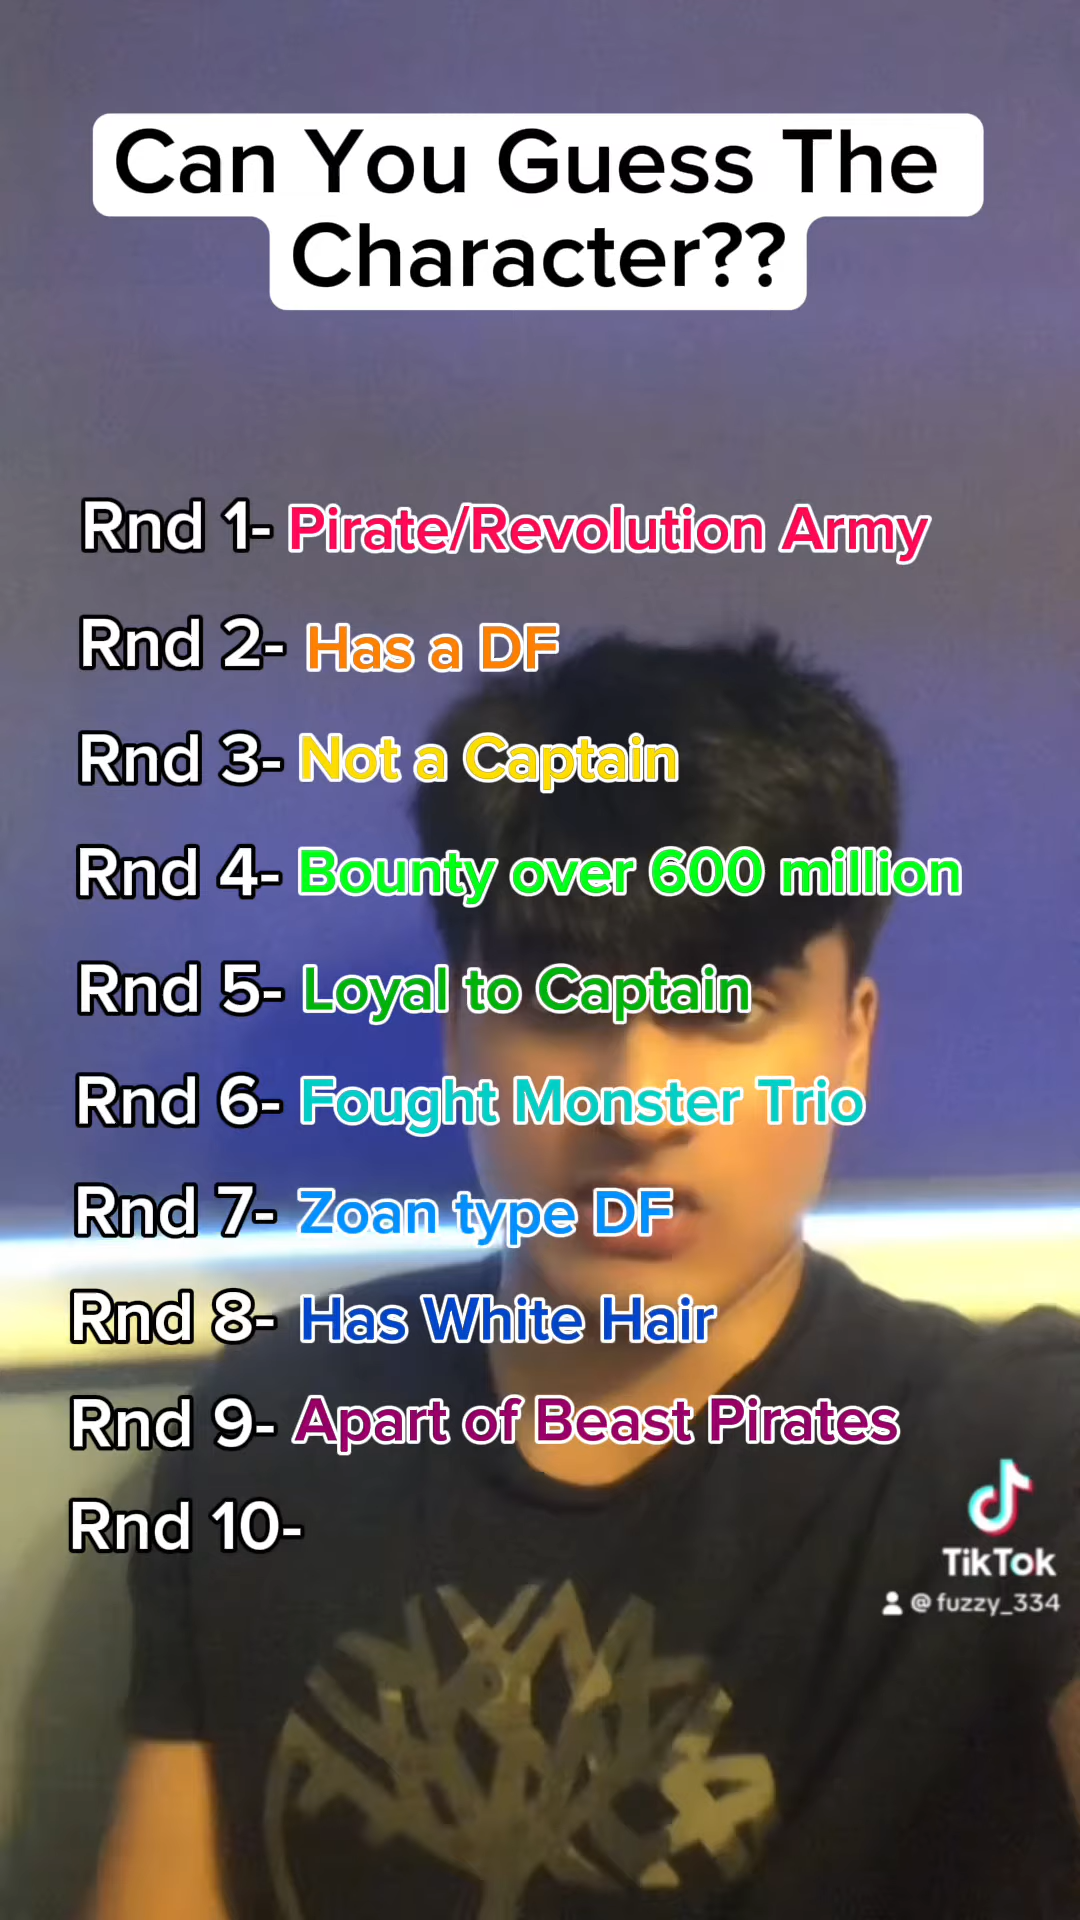 Can You Guess The
Character??
Rnd 1- Pirate/Revolution Army
Rnd 2- Has a DF
Rnd 3- Not a Captain
Rnd 4- Bounty over 600 million
Rnd 5- Loyal to Captain
Rnd 6- Fought Monster Trio
Rnd 7- Zoan type DF
Rnd 8- Has White Hair
Rnd 9- Apart of Beast Pirates
Rnd 10-
TikTok
@fuzzy_334